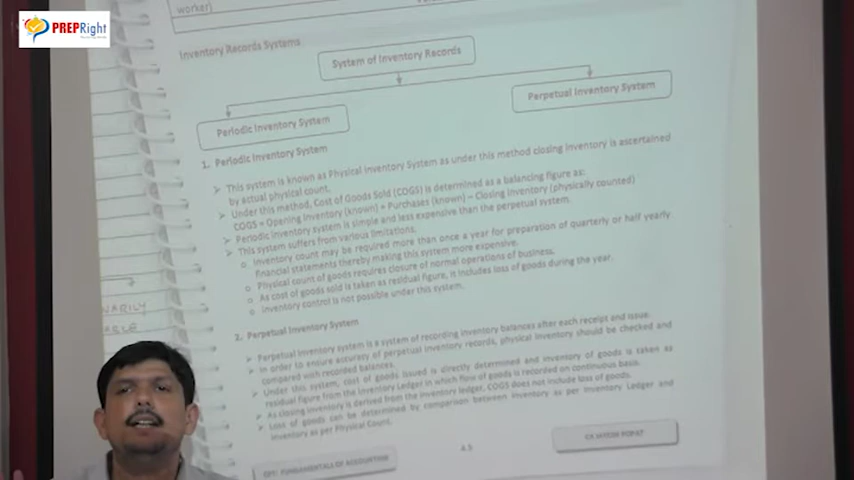 PREPRight
worker)
Inventory Records Systems
System of Inventory Records
Periodic Inventory System
Perpetual Inventory System
1. Periodic Inventory System
➢ This system is known as Physical Inventory System as under this method closing inventory is ascertained
by actual physical count.
➢ Under this method, Cost of Goods Sold (COGS) is determined as a balancing figure as:
COGS = Opening Inventory (known) + Purchases (known) – Closing Inventory (physically counted)
➢ Periodic inventory system is simple and less expensive than the perpetual system.
➢ This system suffers from various limitations.
o Inventory count may be required more than once a year for preparation of quarterly or half yearly
financial statements thereby making this system more expensive.
o Physical count of goods requires closure of normal operations of business.
o As cost of goods sold is taken as residual figure, it includes loss of goods during the year.
o Inventory control is not possible under this system.
2. Perpetual Inventory System
➢ Perpetual inventory system is a system of recording inventory balances after each receipt and issue.
➢ In order to ensure accuracy of perpetual inventory records, physical inventory should be checked and
compared with recorded balances.
➢ Under this system, cost of goods issued is directly determined and inventory of goods is taken as
residual figure from the Inventory Ledger in which flow of goods is recorded on continuous basis.
➢ As closing inventory is derived from the inventory ledger, COGS does not include loss of goods.
➢ Loss of goods can be determined by comparison between inventory as per Inventory Ledger and
inventory as per Physical Count.
CPT: FUNDAMENTALS OF ACCOUNTING
4.5